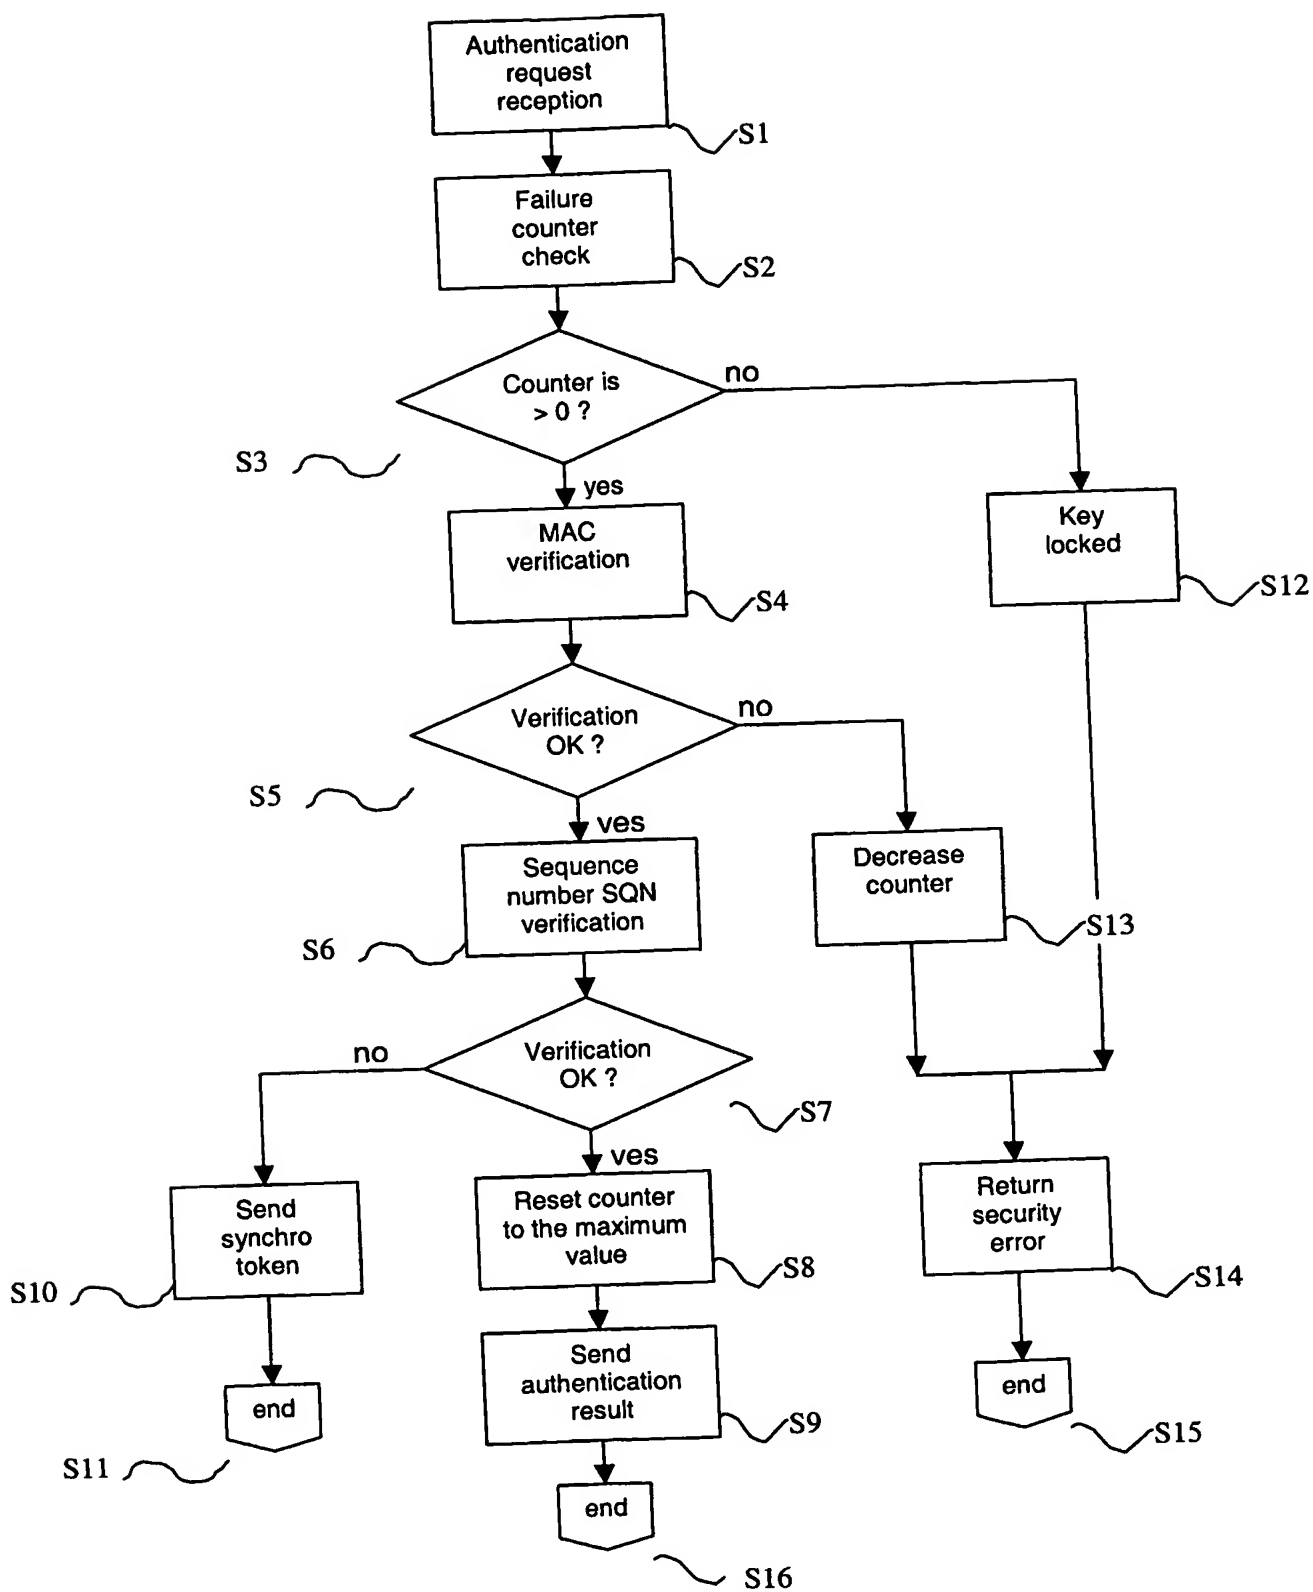 Authentication
request
reception
S1
Failure
counter
check
S2
Counter is
> 0 ?
no
S3
yes
MAC
verification
S4
Key
locked
S12
Verification
OK ?
no
S5
ves
Sequence
number SQN
verification
S6
Decrease
counter
S13
Verification
OK ?
no
S7
ves
Send
synchro
token
S10
Reset counter
to the maximum
value
S8
Return
security
error
S14
end
S11
Send
authentication
result
S9
end
S15
end
S16